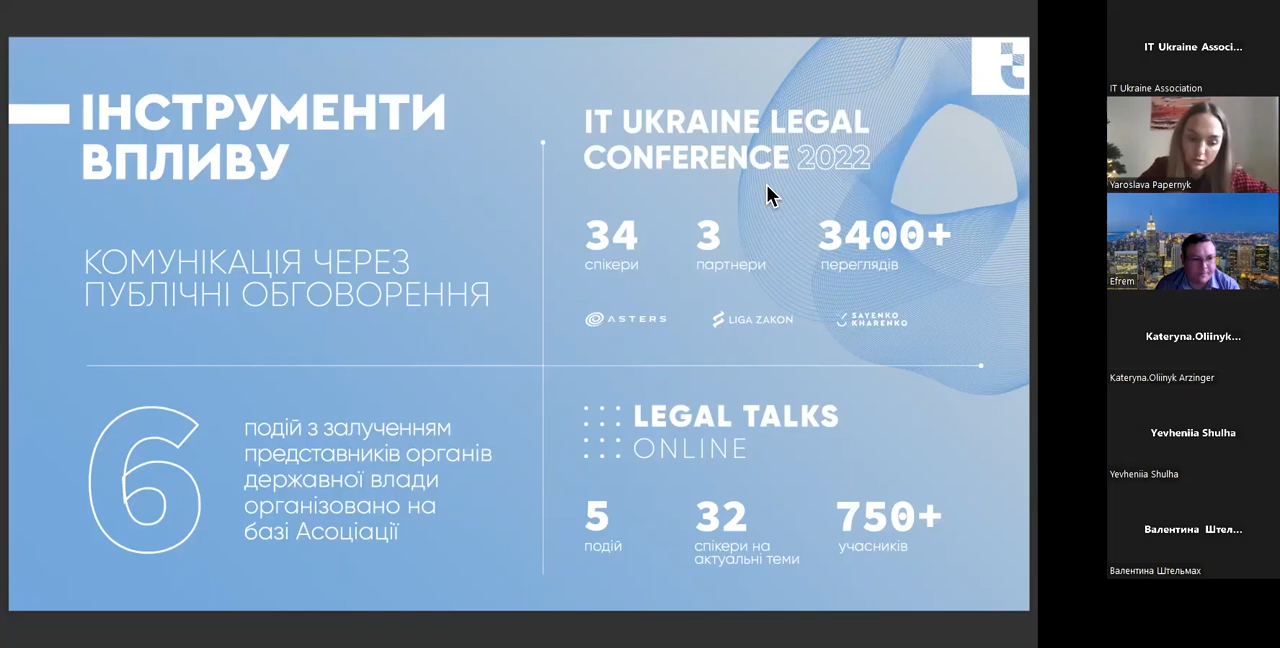 ІНСТРУМЕНТИ
ВПЛИВУ
КОМУНІКАЦІЯ ЧЕРЕЗ
ПУБЛІЧНІ ОБГОВОРЕННЯ
IT UKRAINE LEGAL
CONFERENCE 2022
34
спікери
3
партнери
3400+
переглядів
ASTERS
LIGA ZAKON
SAYENKO
KHARENKO
6
подій з залученням
представників органів
державної влади
організовано на
базі Асоціації
LEGAL TALKS
ONLINE
5
подій
32
спікери на
актуальні теми
750+
учасників
IT Ukraine Associ...
IT Ukraine Association
Yaroslava Papernyk
Efrem
Kateryna.Oliinyk...
Kateryna.Oliinyk Arzinger
Yevheniia Shulha
Yevheniia Shulha
Валентина Штел...
Валентина Штельмах